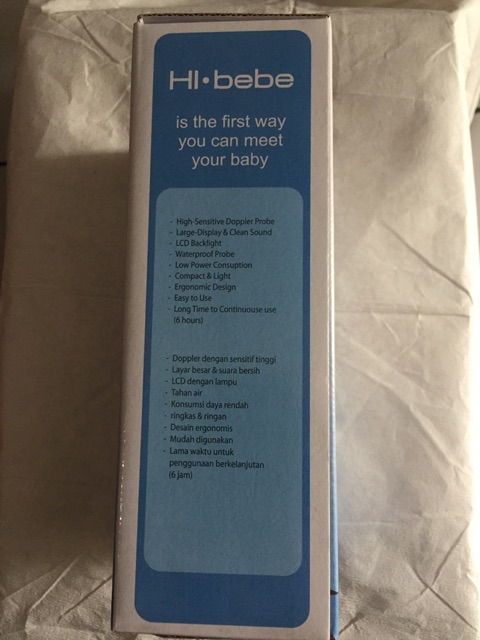 HI•bebe
is the first way
you can meet
your baby
- High-Sensitive Doppler Probe
- Large-Display & Clean Sound
- LCD Backlight
- Waterproof Probe
- Low Power Consuption
- Compact & Light
- Ergonomic Design
- Easy to Use
- Long Time to Continuouse use
(6 hours)
- Doppler dengan sensitif tinggi
- Layar besar & suara bersih
- LCD dengan lampu
- Tahan air
- Konsumsi daya rendah
- ringkas & ringan
- Desain ergonomis
- Mudah digunakan
- Lama waktu untuk
penggunaan berkelanjutan
(6 jam)